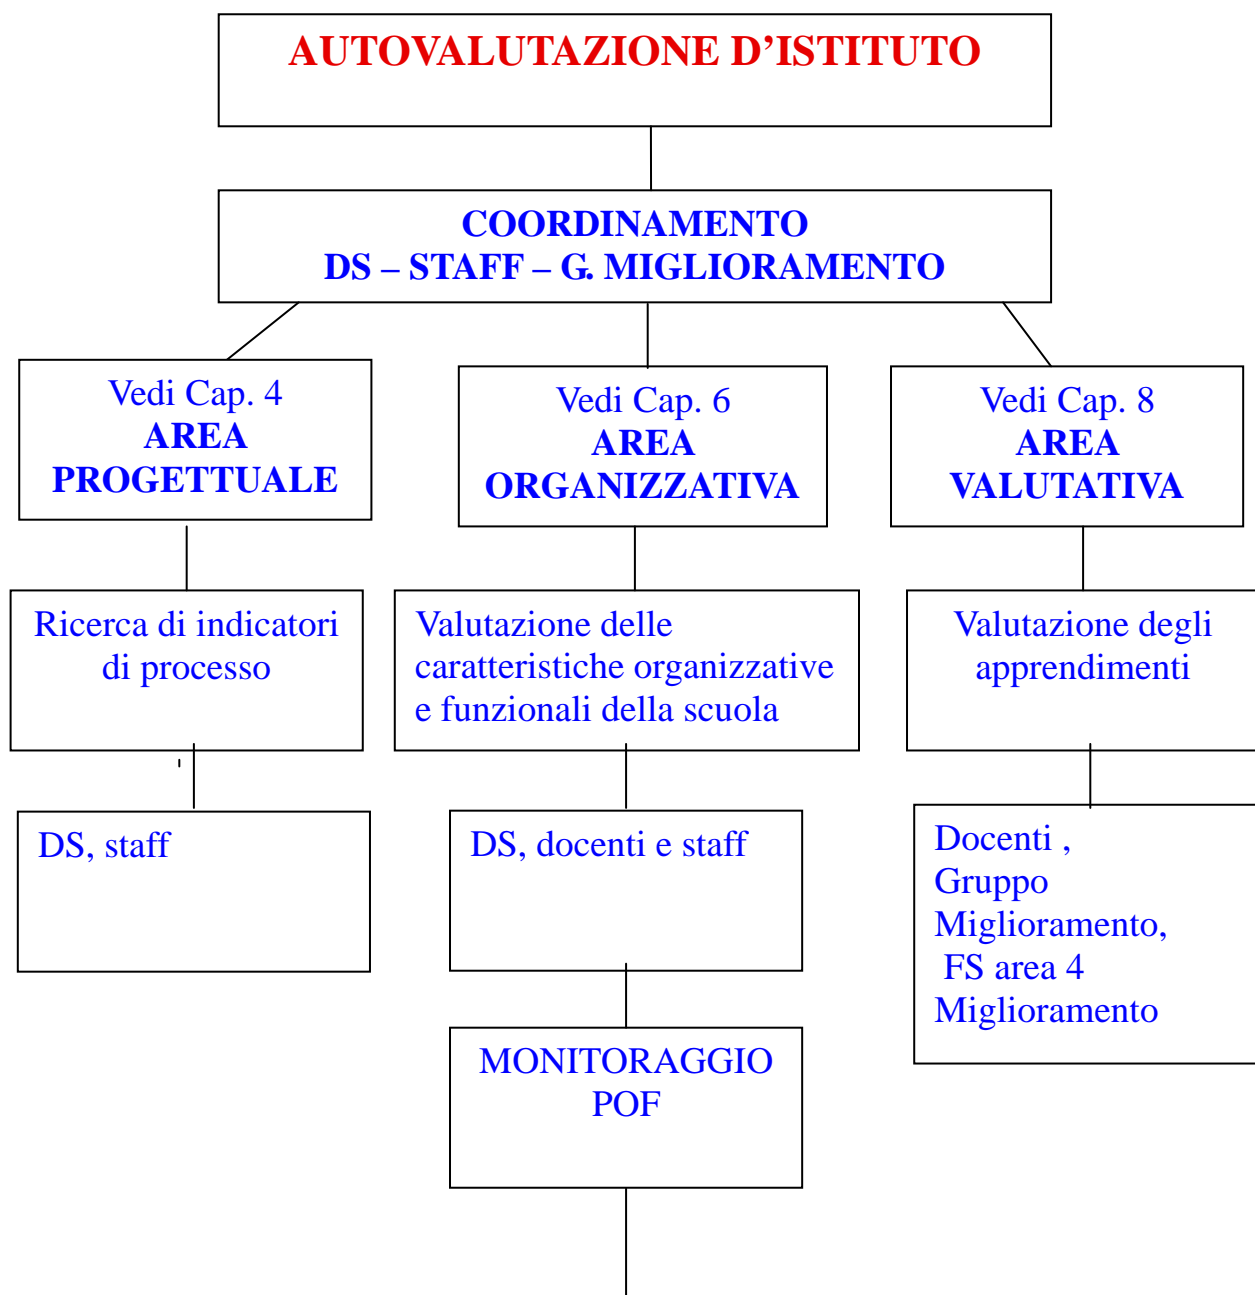 AUTOVALUTAZIONE D’ISTITUTO
COORDINAMENTO
DS – STAFF – G. MIGLIORAMENTO
Vedi Cap. 4
AREA
PROGETTUALE
Vedi Cap. 6
AREA
ORGANIZZATIVA
Vedi Cap. 8
AREA
VALUTATIVA
Ricerca di indicatori
di processo
Valutazione delle
caratteristiche organizzative
e funzionali della scuola
Valutazione degli
apprendimenti
DS, staff
DS, docenti e staff
Docenti ,
Gruppo
Miglioramento,
FS area 4
Miglioramento
MONITORAGGIO
POF